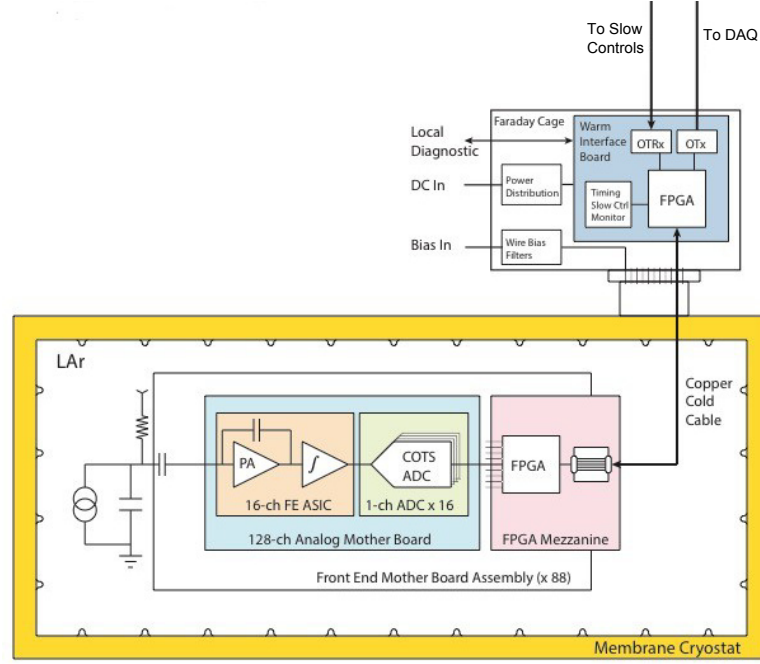 To Slow
Controls
To DAQ
Faraday Cage
Warm
Interface
Board
OTRx
OTx
Local
Diagnostic
DC In
Power
Distribution
Timing
Slow Ctrl
Monitor
FPGA
Bias In
Wire Bias
Filters
LAr
Copper
Cold
Cable
PA
∫
COTS
ADC
FPGA
16-ch FE ASIC
1-ch ADC x 16
128-ch Analog Mother Board
FPGA Mezzanine
Front End Mother Board Assembly (x 88)
Membrane Cryostat